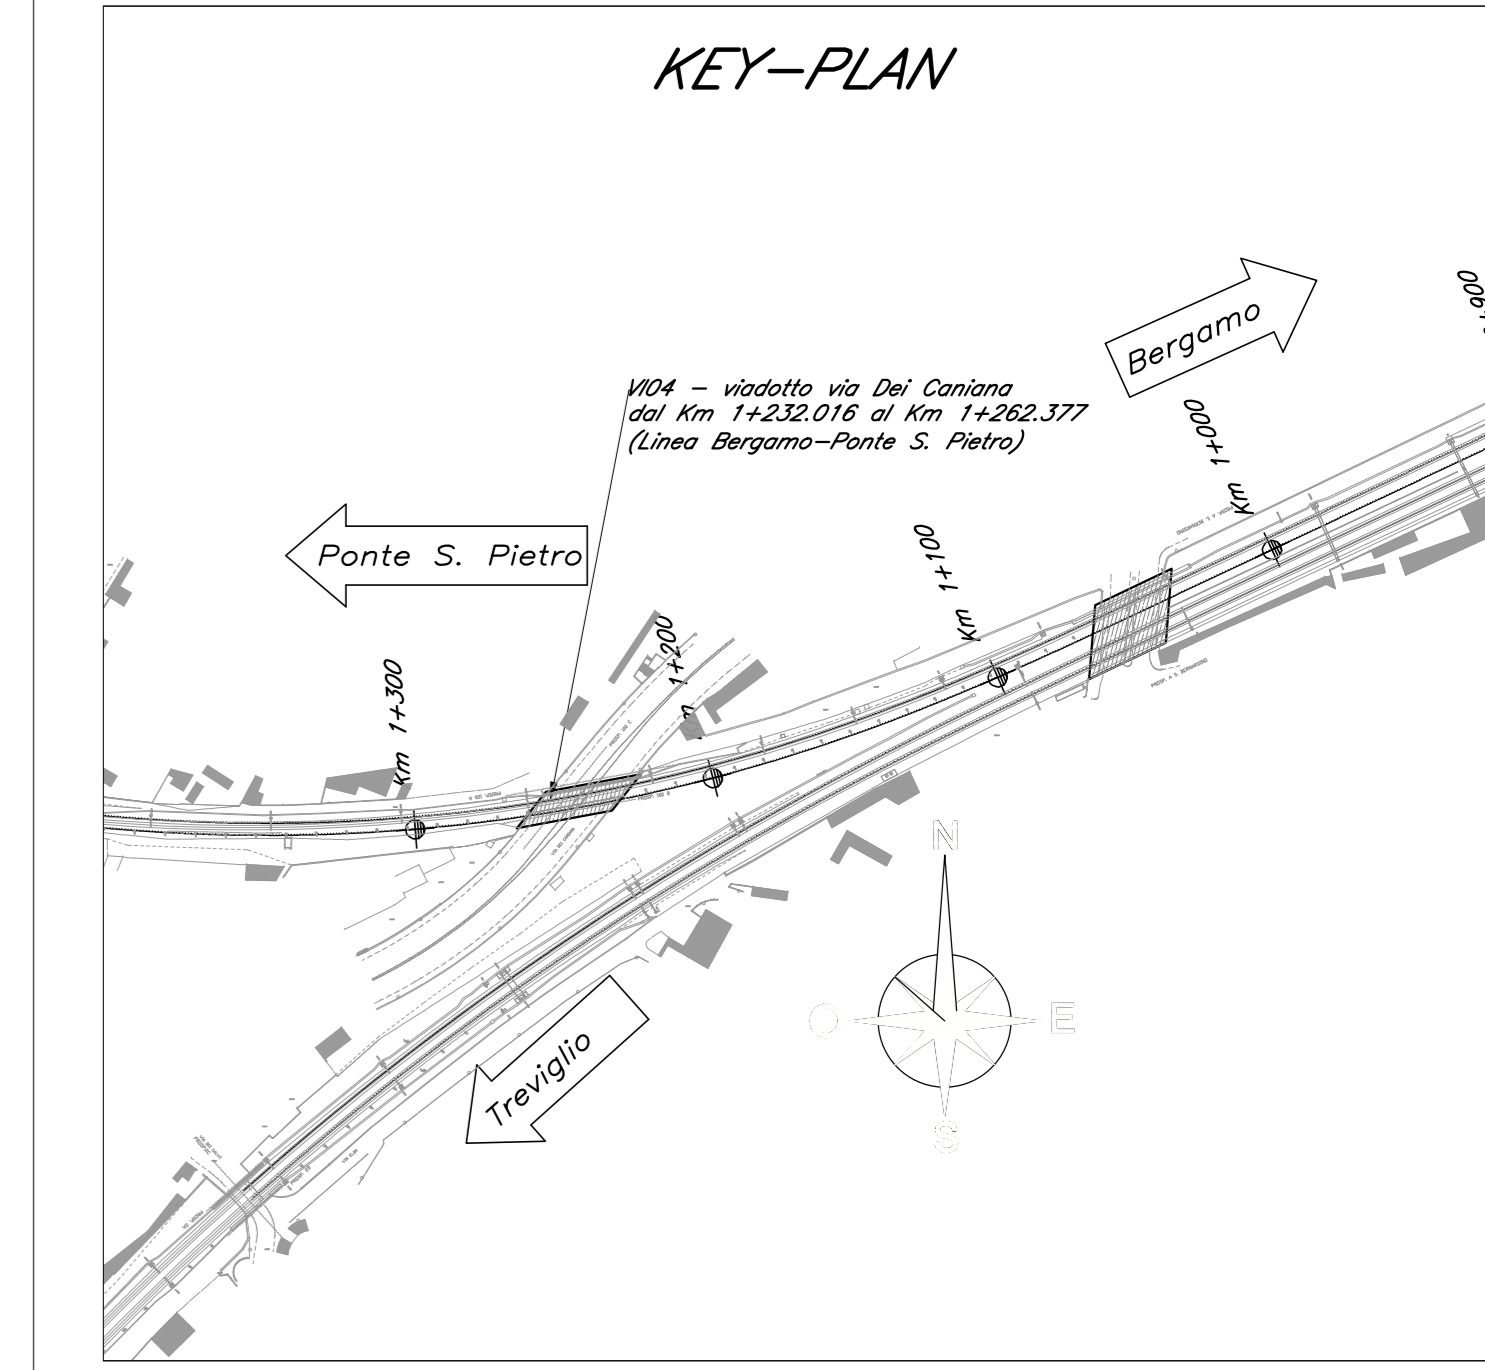 KEY-PLAN
Bergamo
VI04 - viadotto via Dei Caniana
dal Km 1+232.016 al Km 1+262.377
(Linea Bergamo-Ponte S. Pietro)
Km 1+000
Ponte S. Pietro
Km 1+100
1+200
Km 1+300
N
O
E
S
Treviglio